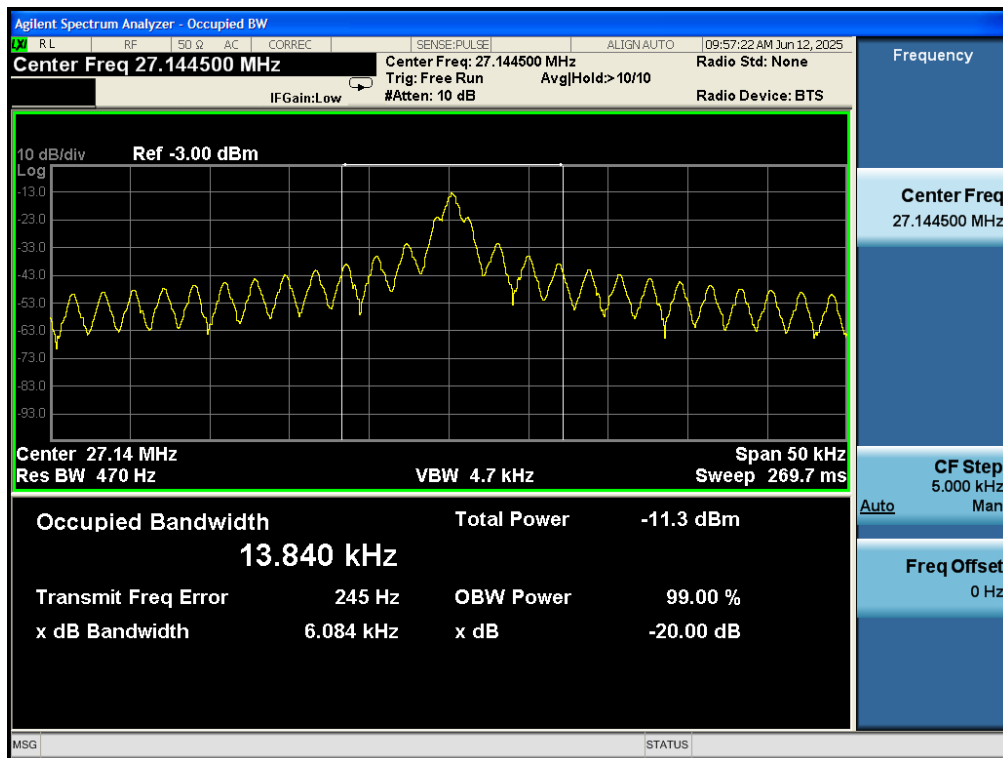 Agilent Spectrum Analyzer - Occupied BW
LXI RL RF 50 Ω AC CORREC SENSE:PULSE ALIGN AUTO 09:57:22 AM Jun 12, 2025
Center Freq 27.144500 MHz
Center Freq: 27.144500 MHz
Radio Std: None
Trig: Free Run Avg|Hold:> 10/10
IFGain:Low
#Atten: 10 dB
Radio Device: BTS
10 dB/div
Ref -3.00 dBm
Log
-13.0
-23.0
-33.0
-43.0
-53.0
-63.0
-73.0
-83.0
-93.0
Center 27.14 MHz
Span 50 kHz
Res BW 470 Hz
VBW 4.7 kHz
Sweep 269.7 ms
Occupied Bandwidth
Total Power -11.3 dBm
13.840 kHz
Transmit Freq Error 245 Hz
OBW Power 99.00 %
x dB Bandwidth 6.084 kHz
x dB -20.00 dB
MSG
STATUS
Frequency
Center Freq
27.144500 MHz
CF Step
5.000 kHz
Auto Man
Freq Offset
0 Hz